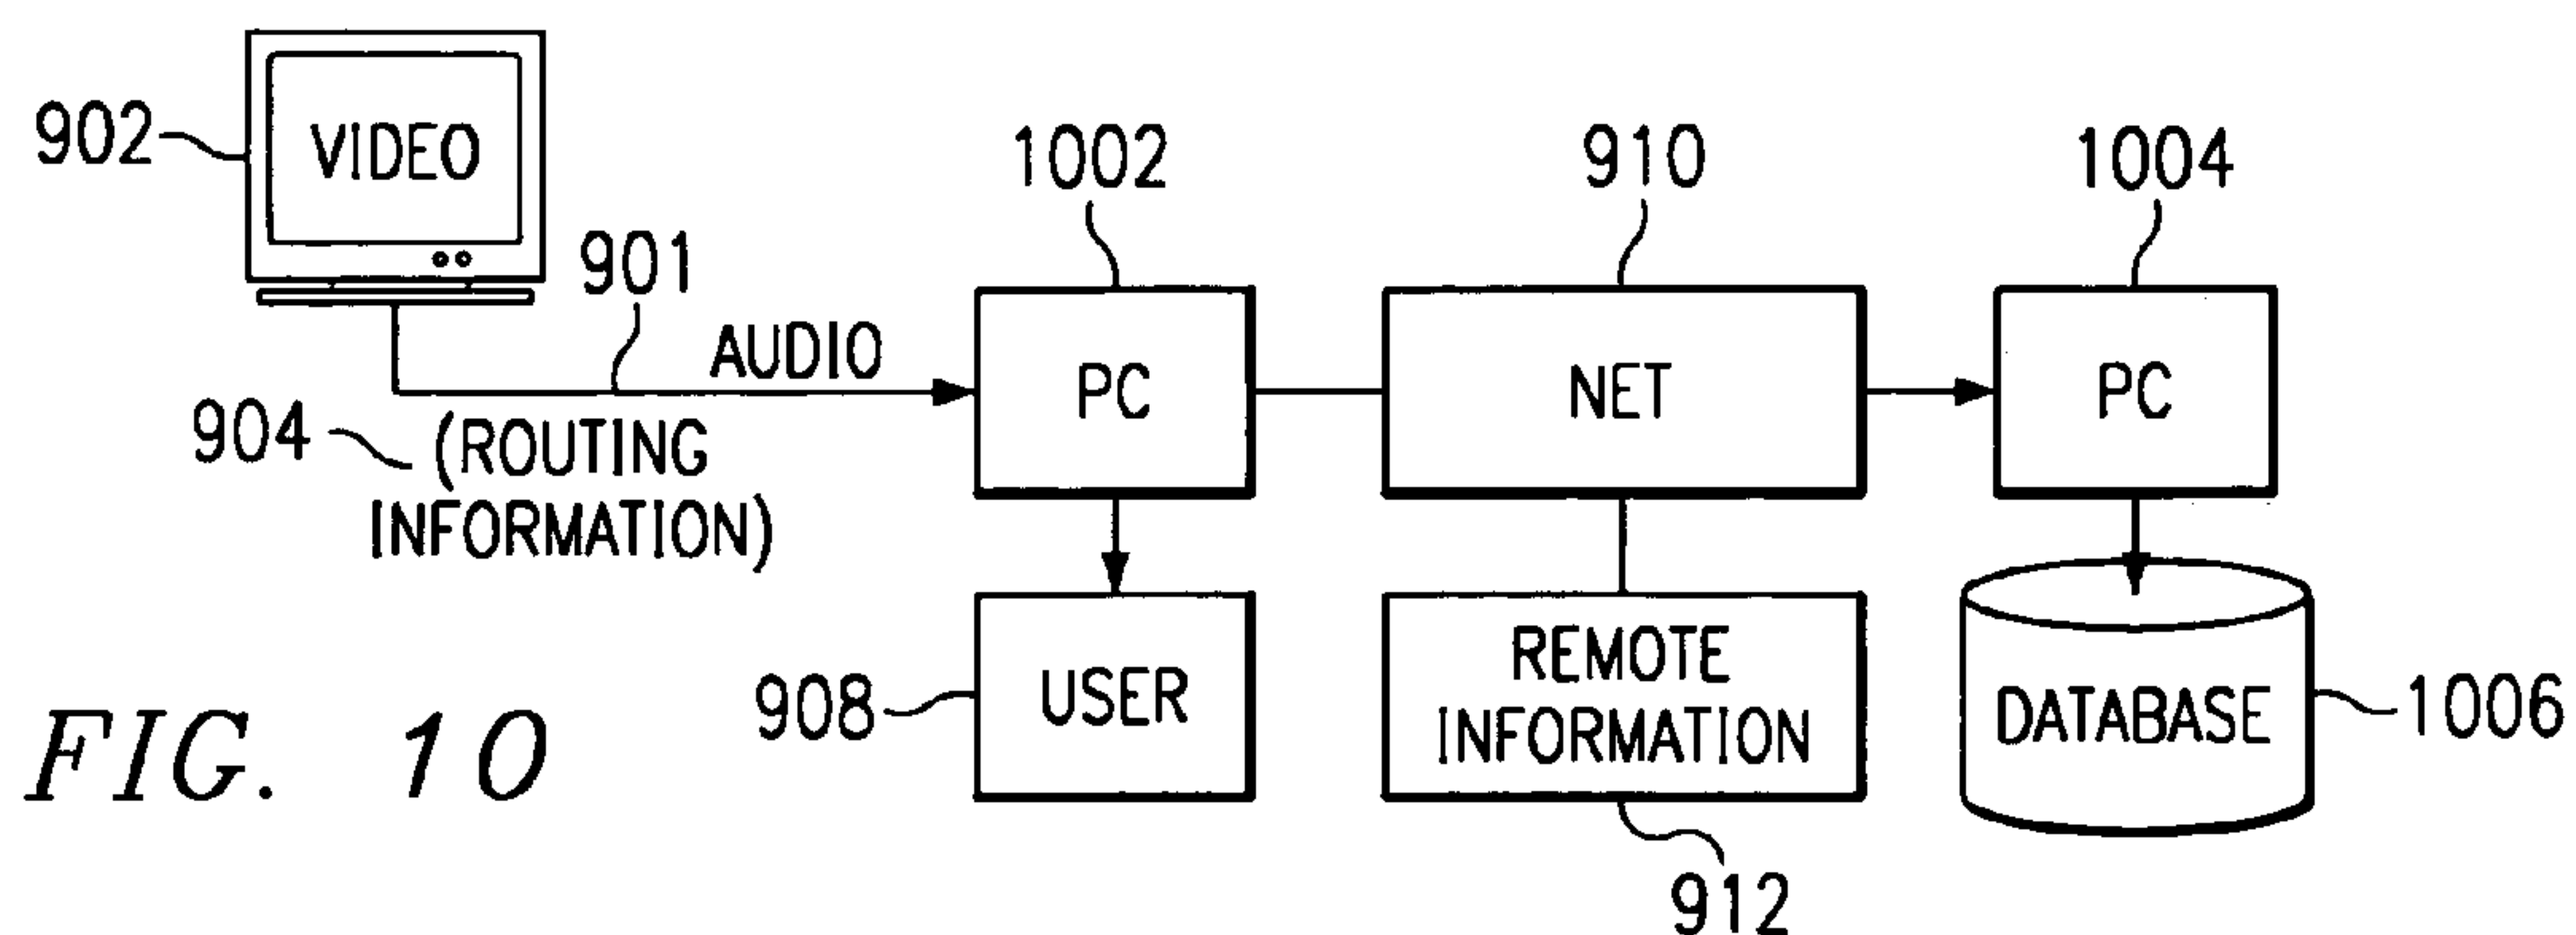 902
VIDEO
901
AUDIO
904
(ROUTING
INFORMATION)
1002
PC
910
NET
1004
PC
908
USER
REMOTE
INFORMATION
912
DATABASE
1006
FIG. 10